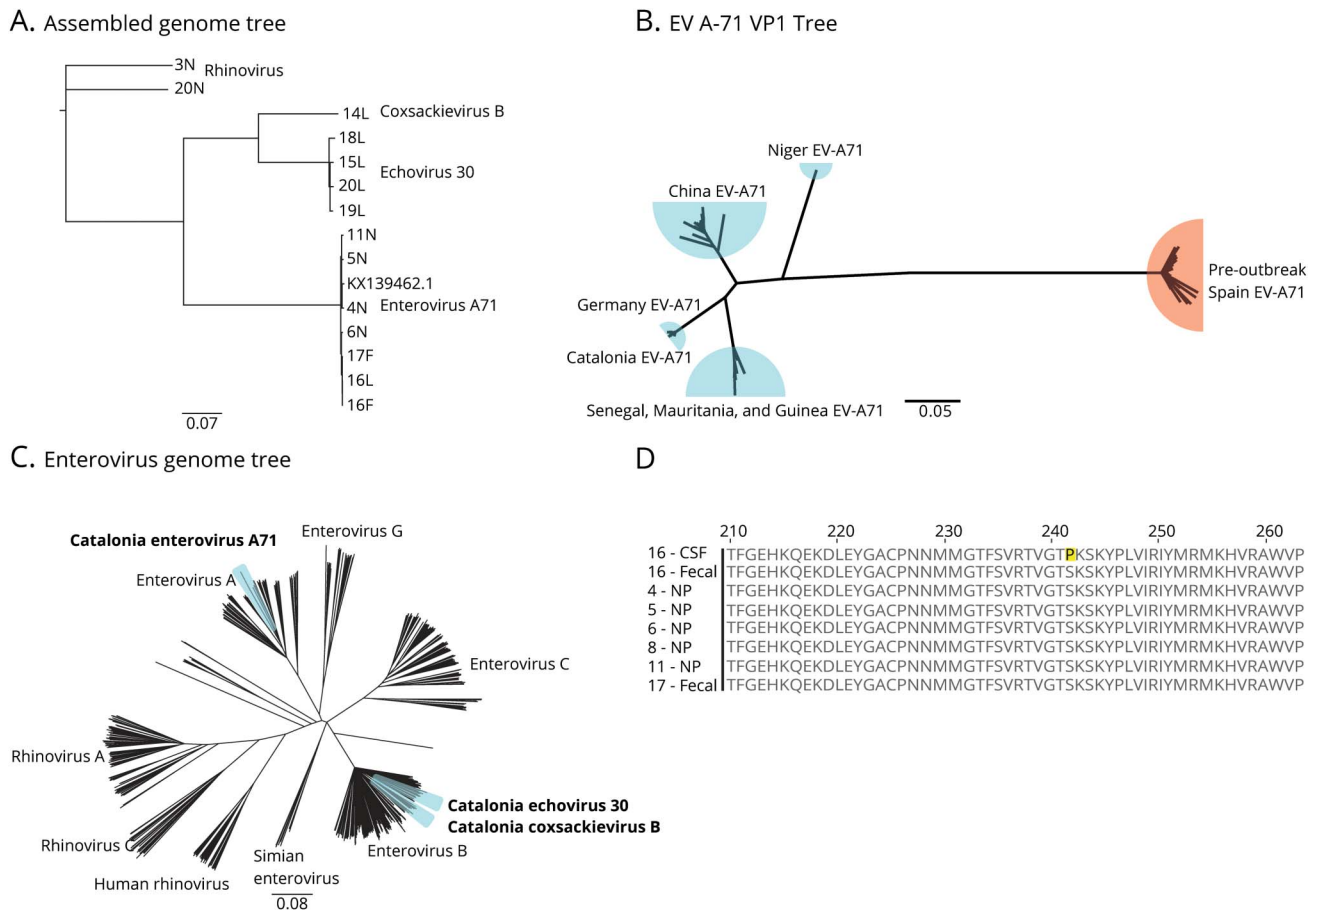 A. Assembled genome tree
3N
Rhinovirus
20N
14L
Coxsackievirus B
18L
15L
Echovirus 30
20L
19L
11N
5N
KX139462.1
4N
Enterovirus A71
6N
17F
16L
16F
0.07
B. EV A-71 VP1 Tree
Niger EV-A71
China EV-A71
Pre-outbreak
Spain EV-A71
Germany EV-A71
Catalonia EV-A71
Senegal, Mauritania, and Guinea EV-A71
0.05
C. Enterovirus genome tree
Catalonia enterovirus A71
Enterovirus G
Enterovirus A
Enterovirus C
Rhinovirus A
Catalonia echovirus 30
Catalonia coxsackievirus B
Rhinovirus C
Enterovirus B
Simian
enterovirus
Human rhinovirus
0.08
D
210 220 230 240 250 260
16 - CSF TFGEHKQEKDLEYGACPNNMMGTFSVRTVGTPKSKYPLVIRIYMRMKHVRAWVP
16 - Fecal TFGEHKQEKDLEYGACPNNMMGTFSVRTVGTSKSKYPLVIRIYMRMKHVRAWVP
4 - NP TFGEHKQEKDLEYGACPNNMMGTFSVRTVGTSKSKYPLVIRIYMRMKHVRAWVP
5 - NP TFGEHKQEKDLEYGACPNNMMGTFSVRTVGTSKSKYPLVIRIYMRMKHVRAWVP
6 - NP TFGEHKQEKDLEYGACPNNMMGTFSVRTVGTSKSKYPLVIRIYMRMKHVRAWVP
8 - NP TFGEHKQEKDLEYGACPNNMMGTFSVRTVGTSKSKYPLVIRIYMRMKHVRAWVP
11 - NP TFGEHKQEKDLEYGACPNNMMGTFSVRTVGTSKSKYPLVIRIYMRMKHVRAWVP
17 - Fecal TFGEHKQEKDLEYGACPNNMMGTFSVRTVGTSKSKYPLVIRIYMRMKHVRAWVP